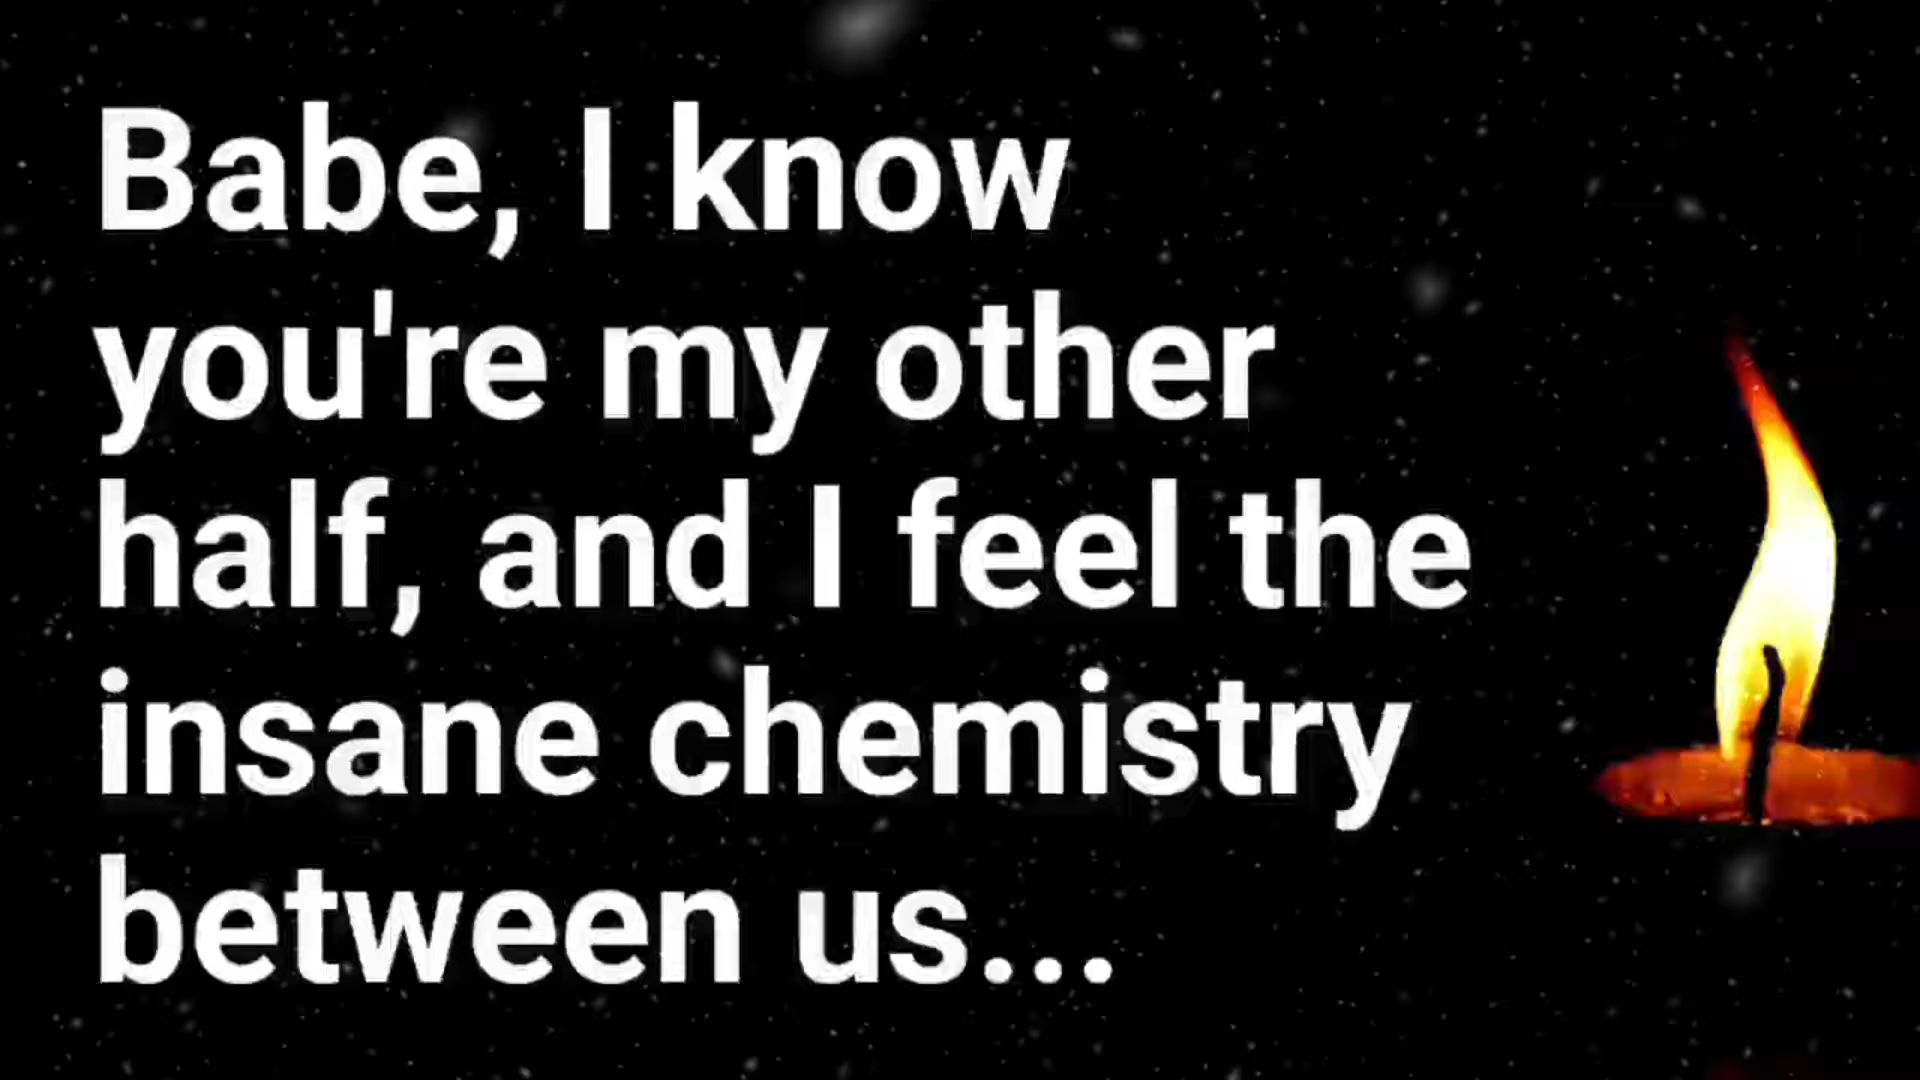 Babe, I know
you're my other
half, and I feel the
insane chemistry
between us...